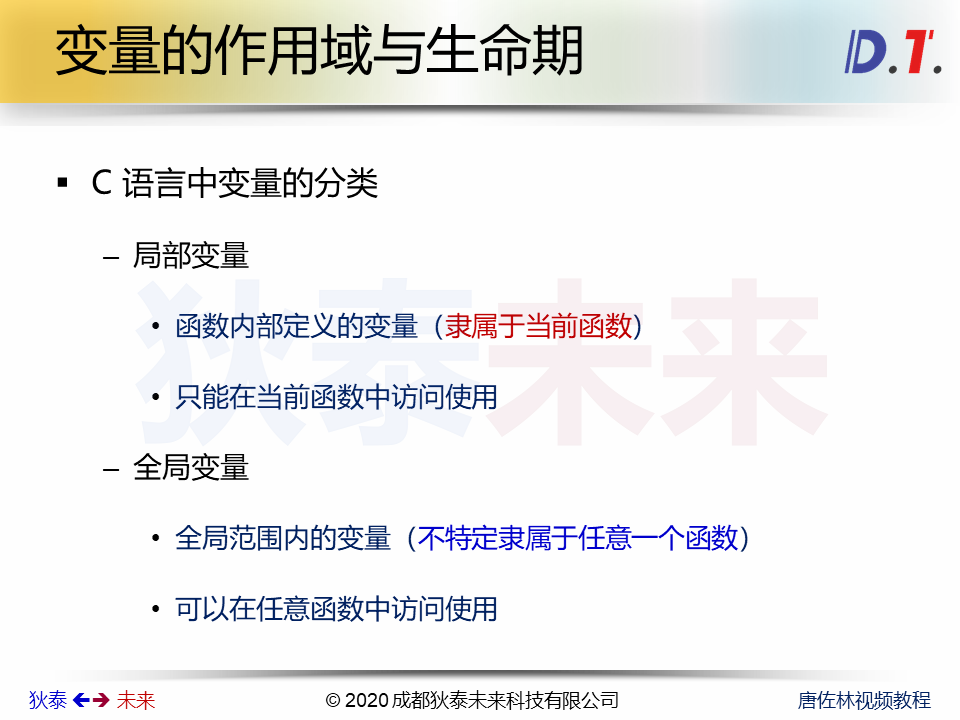 变量的作用域与生命期
D.T.
▪ C 语言中变量的分类
– 局部变量
• 函数内部定义的变量（隶属于当前函数）
• 只能在当前函数中访问使用
– 全局变量
• 全局范围内的变量（不特定隶属于任意一个函数）
• 可以在任意函数中访问使用
狄泰未来
狄泰 🡸🡺 未来 © 2020 成都狄泰未来科技有限公司 唐佐林视频教程